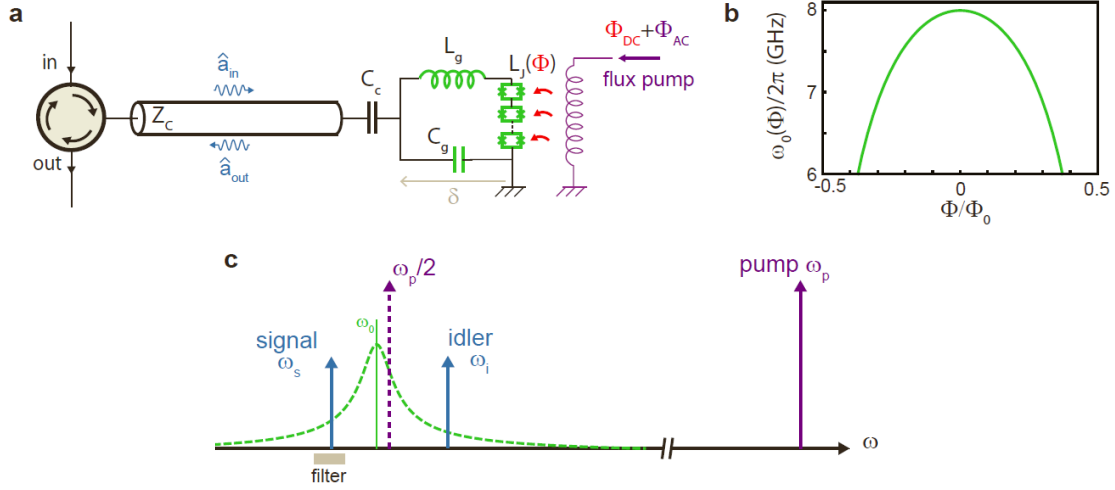 a
in
out
Z_C
â_in
â_out
C_c
L_g
C_g
δ
L_J(Φ)
Φ_DC+Φ_AC
flux pump
b
ω_0(Φ)/2π (GHz)
8
7
6
-0.5
0
0.5
Φ/Φ_0
c
signal
ω_s
ω_0
ω_p/2
idler
ω_i
pump ω_p
ω
filter